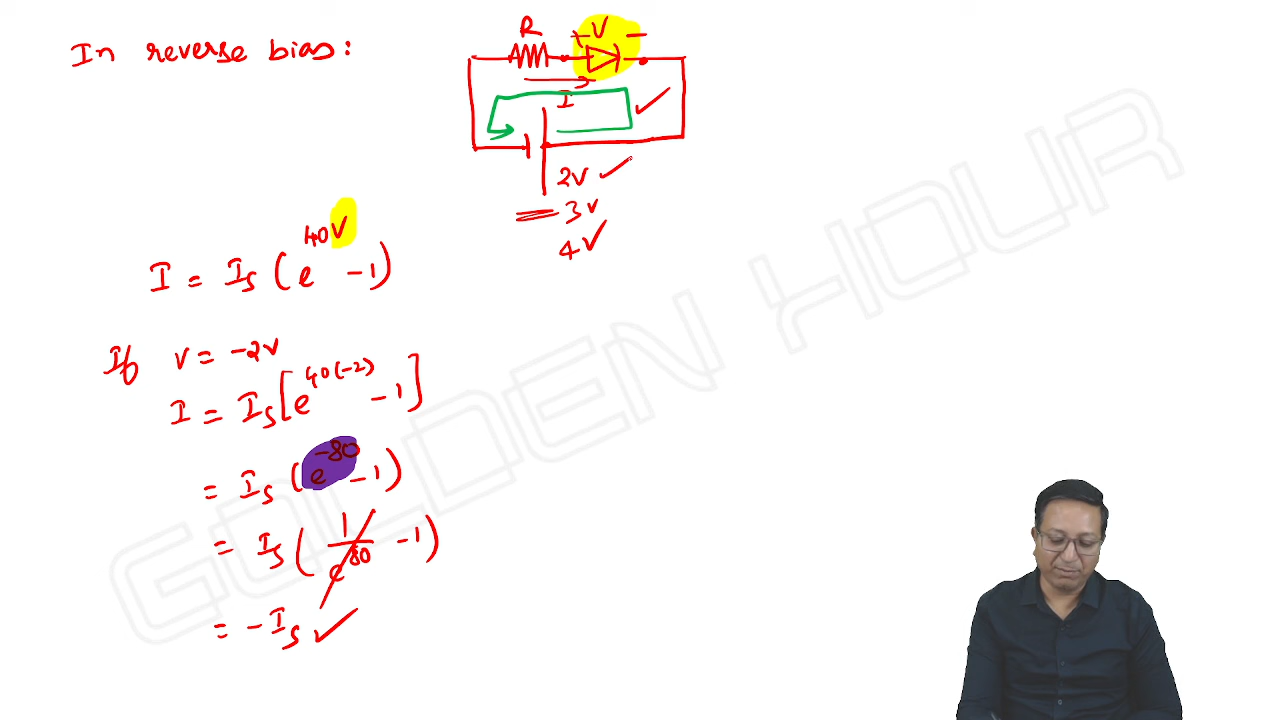 In reverse bias:
R
+ V −
I
2V ✓
3V
4 ✓
I = Is (e^40V − 1)
If V = −2V
I = Is [e^40(−2) − 1]
= Is (e^−80 − 1)
= Is (1/e^80 − 1)
= −Is ✓
GOLDEN HOUR